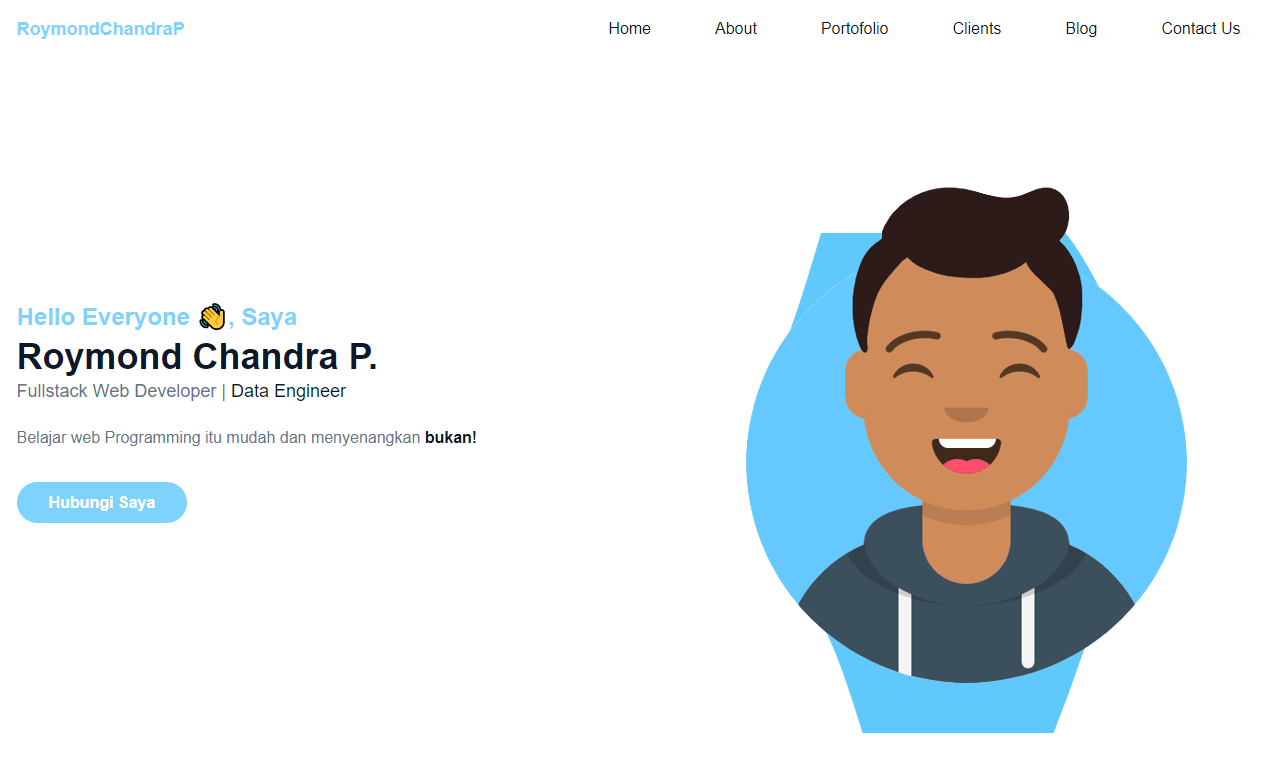 RoymondChandraP
Home About Portofolio Clients Blog Contact Us
Hello Everyone 👋, Saya
Roymond Chandra P.
Fullstack Web Developer | Data Engineer
Belajar web Programming itu mudah dan menyenangkan bukan!
Hubungi Saya